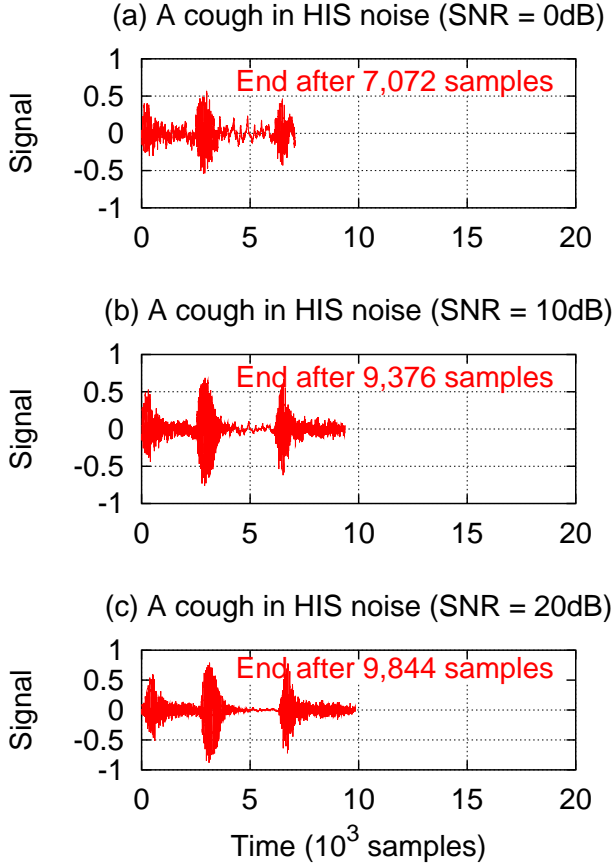 (a) A cough in HIS noise (SNR = 0dB)
1
End after 7,072 samples
0.5
Signal
0
-0.5
-1
0 5 10 15 20
(b) A cough in HIS noise (SNR = 10dB)
1
End after 9,376 samples
0.5
Signal
0
-0.5
-1
0 5 10 15 20
(c) A cough in HIS noise (SNR = 20dB)
1
End after 9,844 samples
0.5
Signal
0
-0.5
-1
0 5 10 15 20
Time (10³ samples)